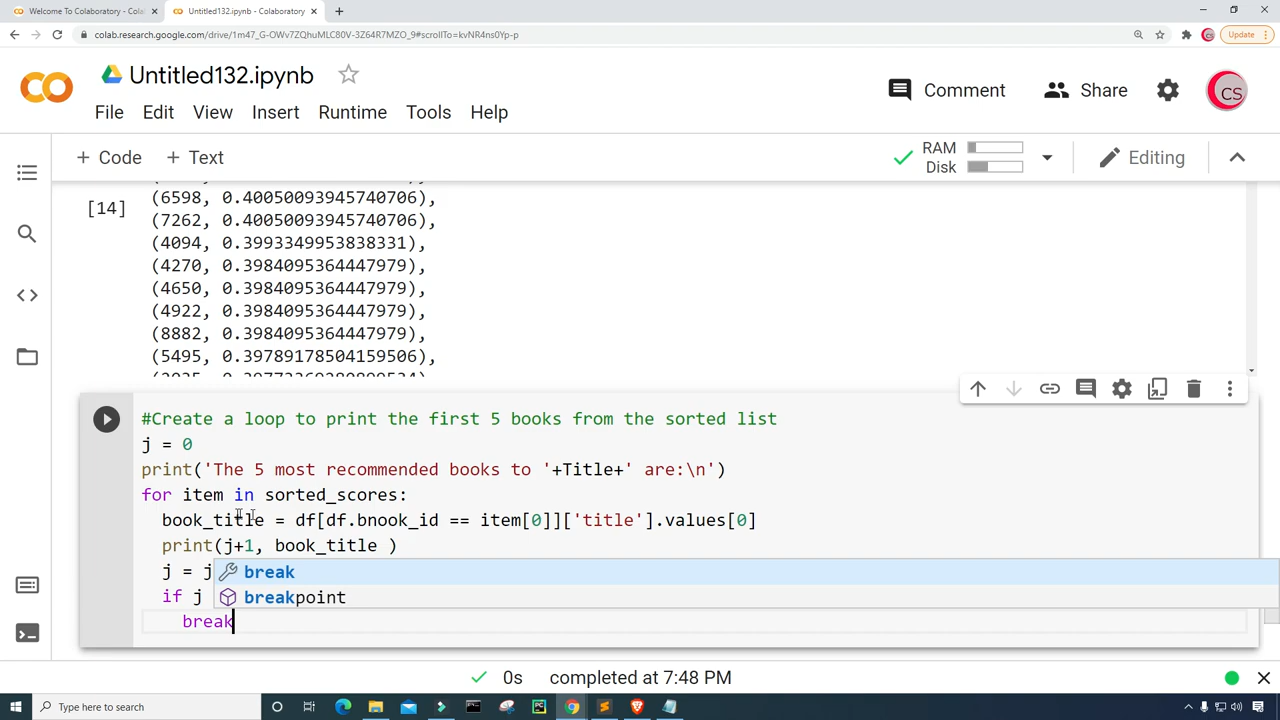 Welcome To Colaboratory - Cola
Untitled132.ipynb - Colaboratory
colab.research.google.com/drive/1m47_G-OWv7ZQhuMLC80V-3Z64R7MZO_9#scrollTo=kvNR4ns0Yp-p
Update
Untitled132.ipynb
Comment
Share
CS
File Edit View Insert Runtime Tools Help
+ Code + Text
RAM
Disk
Editing
[14]
(6598, 0.40050093945740706),
(7262, 0.40050093945740706),
(4094, 0.3993349953838331),
(4270, 0.3984095364447979),
(4650, 0.3984095364447979),
(4922, 0.3984095364447979),
(8882, 0.3984095364447979),
(5495, 0.39789178504159506),
#Create a loop to print the first 5 books from the sorted list
j = 0
print('The 5 most recommended books to '+Title+' are:\n')
for item in sorted_scores:
book_title = df[df.bnook_id == item[0]]['title'].values[0]
print(j+1, book_title )
j = j
break
if j
breakpoint
break
0s completed at 7:48 PM
Type here to search